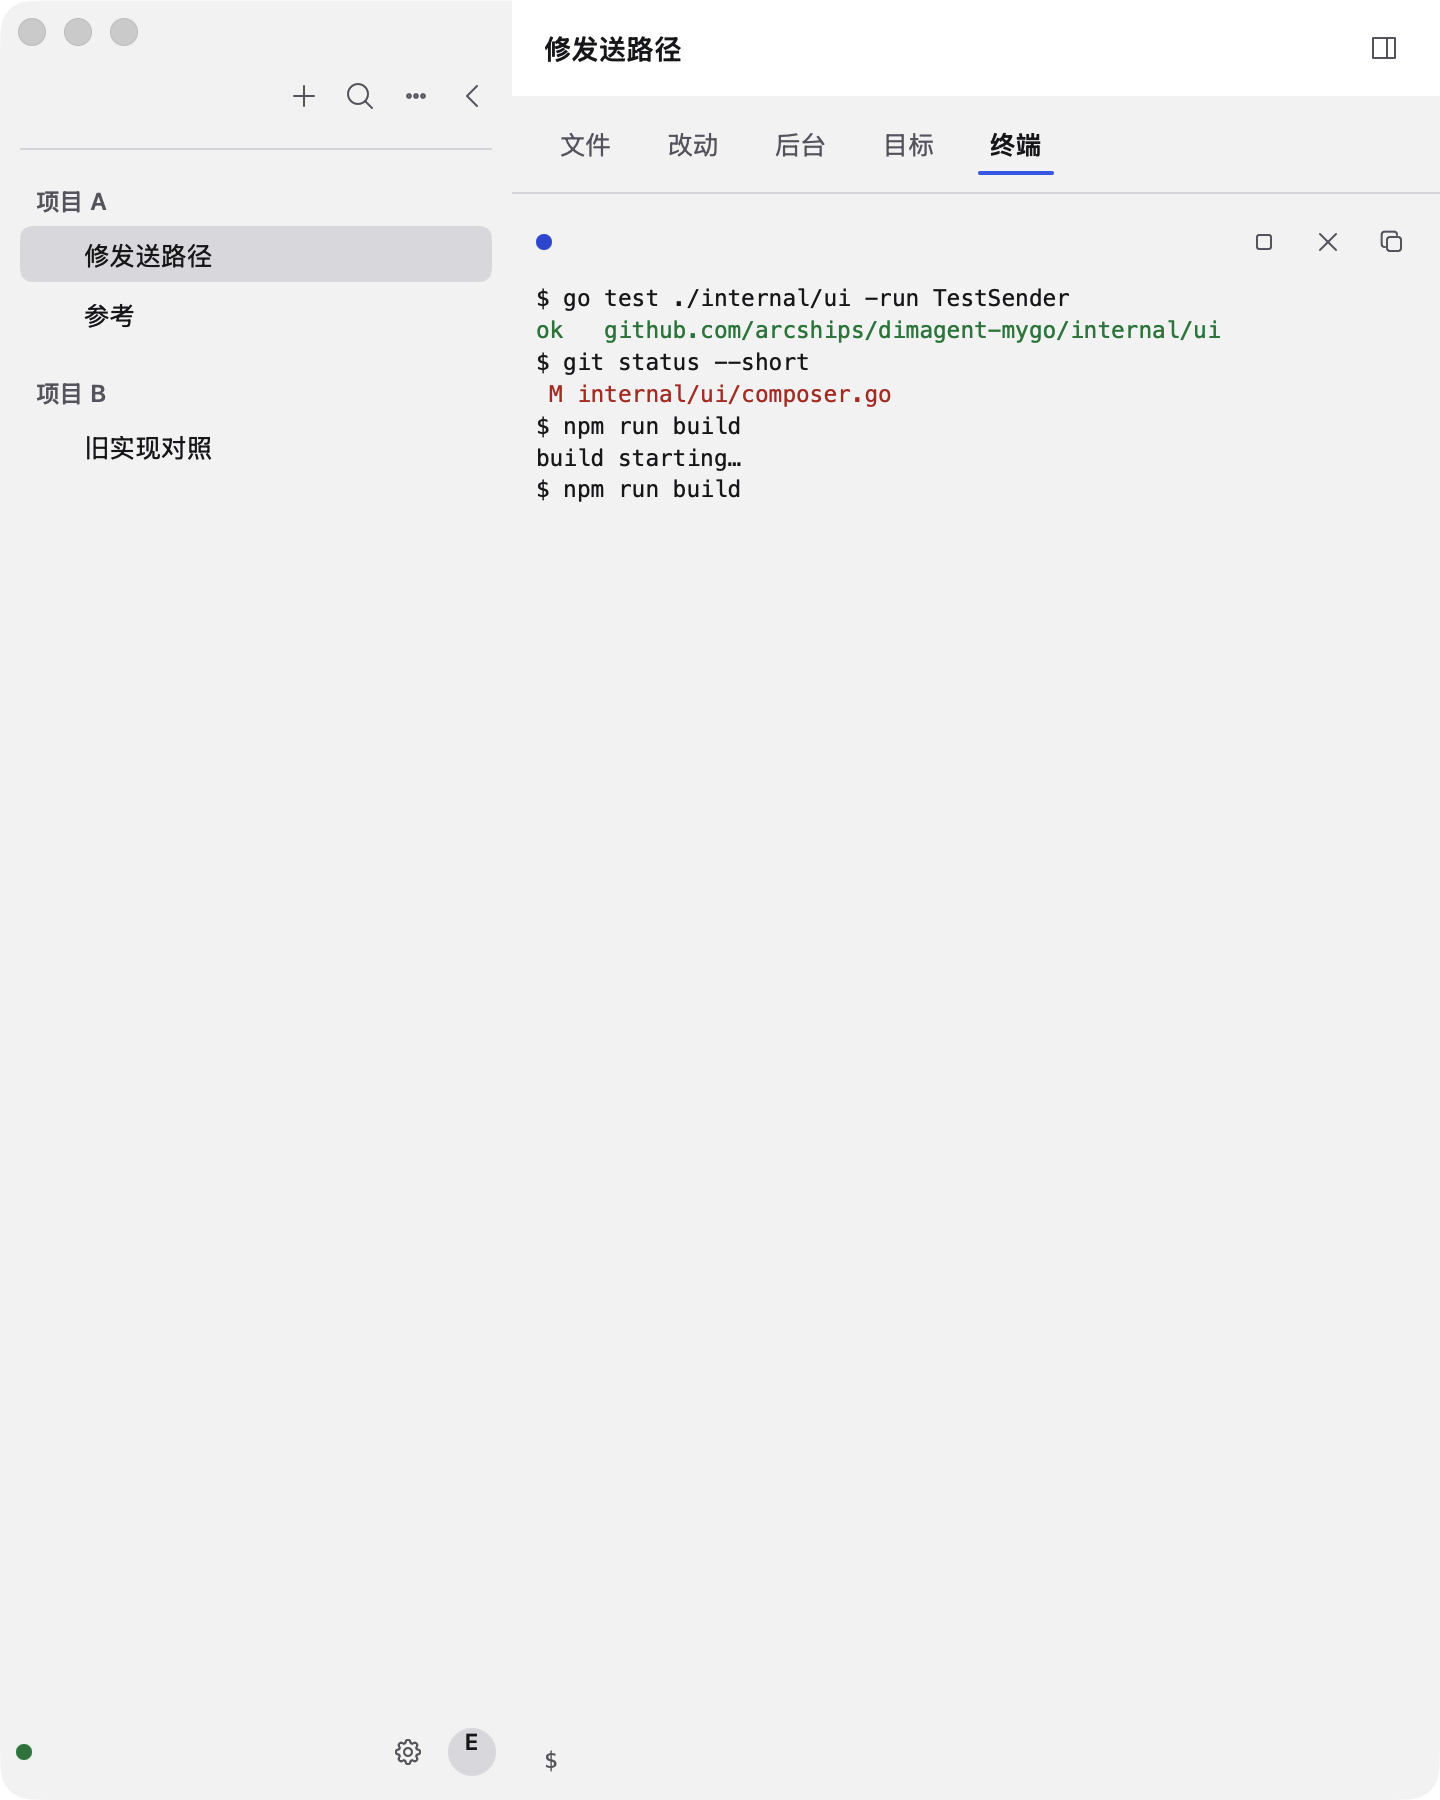 项目 A
修发送路径
参考
项目 B
旧实现对照
E
修发送路径
文件 改动 后台 目标 终端
$ go test ./internal/ui -run TestSender
ok   github.com/arcships/dimagent-mygo/internal/ui
$ git status --short
 M internal/ui/composer.go
$ npm run build
build starting…
$ npm run build
$